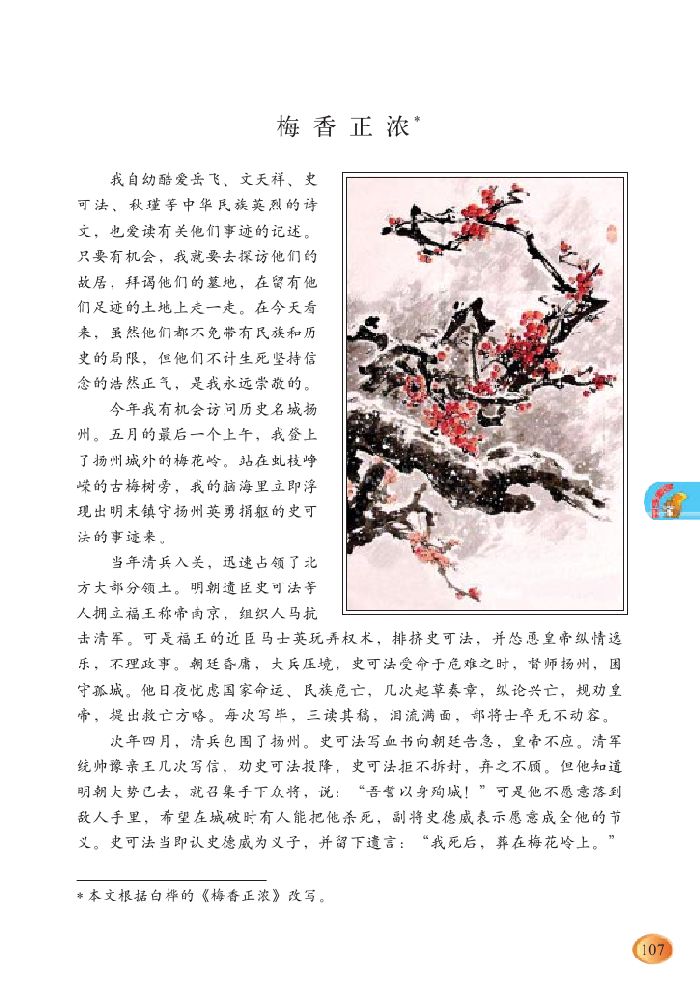 梅香正浓*
我自幼酷爱岳飞、文天祥、史
可法、秋瑾等中华民族英烈的诗
文，也爱读有关他们事迹的记述。
只要有机会，我就要去探访他们的
故居，拜谒他们的墓地，在留有他
们足迹的土地上走一走。在今天看
来，虽然他们都不免带有民族和历
史的局限，但他们不计生死坚持信
念的浩然正气，是我永远崇敬的。
今年我有机会访问历史名城扬
州。五月的最后一个上午，我登上
了扬州城外的梅花岭。站在虬枝峥
嵘的古梅树旁，我的脑海里立即浮
现出明末镇守扬州英勇捐躯的史可
法的事迹来。
当年清兵入关，迅速占领了北
方大部分领土。明朝遗臣史可法等
人拥立福王称帝南京，组织人马抗
击清军。可是福王的近臣马士英玩弄权术，排挤史可法，并怂恿皇帝纵情逸
乐，不理政事。朝廷昏庸，大兵压境，史可法受命于危难之时，督师扬州，困
守孤城。他日夜忧虑国家命运、民族危亡，几次起草奏章，纵论兴亡，规劝皇
帝，提出救亡方略。每次写毕，三读其稿，泪流满面，部将士卒无不动容。
次年四月，清兵包围了扬州。史可法写血书向朝廷告急，皇帝不应。清军
统帅豫亲王几次写信，劝史可法投降，史可法拒不拆封，弃之不顾。但他知道
明朝大势已去，就召集手下众将，说：“吾誓以身殉城！”可是他不愿意落到
敌人手里，希望在城破时有人能把他杀死，副将史德威表示愿意成全他的节
义。史可法当即认史德威为义子，并留下遗言：“我死后，葬在梅花岭上。”
*本文根据白桦的《梅香正浓》改写。
107